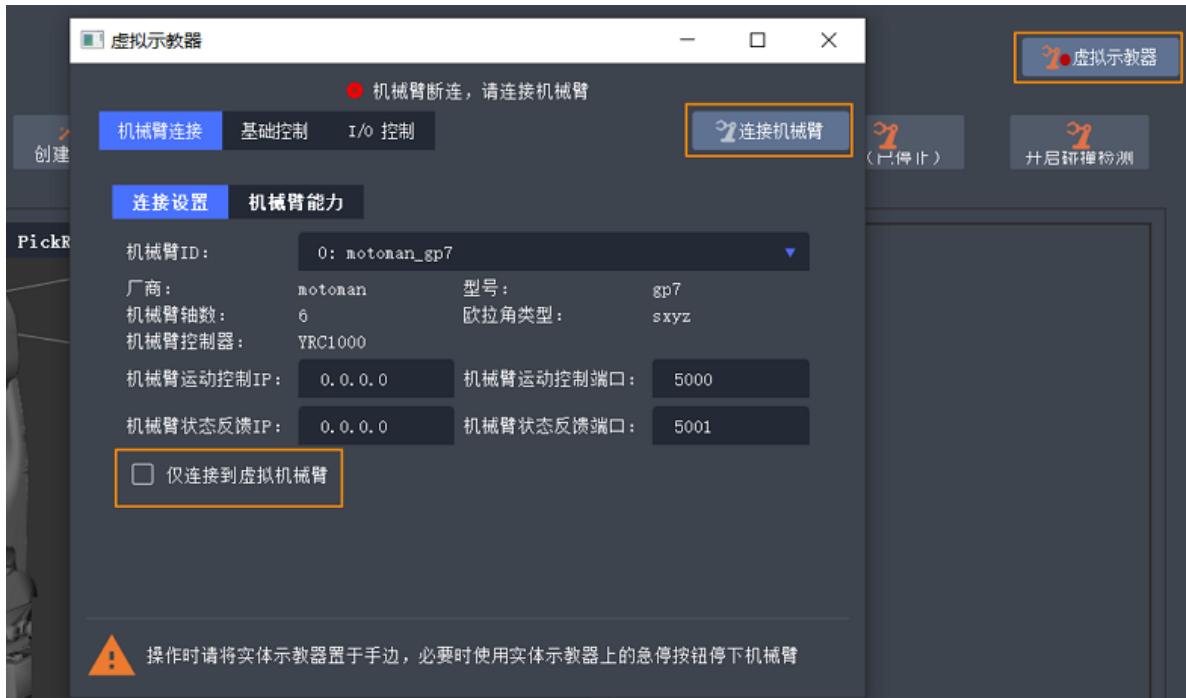 虚拟示教器
虚拟示教器
机械臂断连，请连接机械臂
机械臂连接 基础控制 I/O 控制 连接机械臂
创建 (已停止) 开启碰撞检测
连接设置 机械臂能力
PickR
机械臂ID： 0: motoman_gp7
厂商： motoman 型号： gp7
机械臂轴数： 6 欧拉角类型： sxyz
机械臂控制器： YRC1000
机械臂运动控制IP： 0.0.0.0 机械臂运动控制端口： 5000
机械臂状态反馈IP： 0.0.0.0 机械臂状态反馈端口： 5001
仅连接到虚拟机械臂
操作时请将实体示教器置于手边，必要时使用实体示教器上的急停按钮停下机械臂